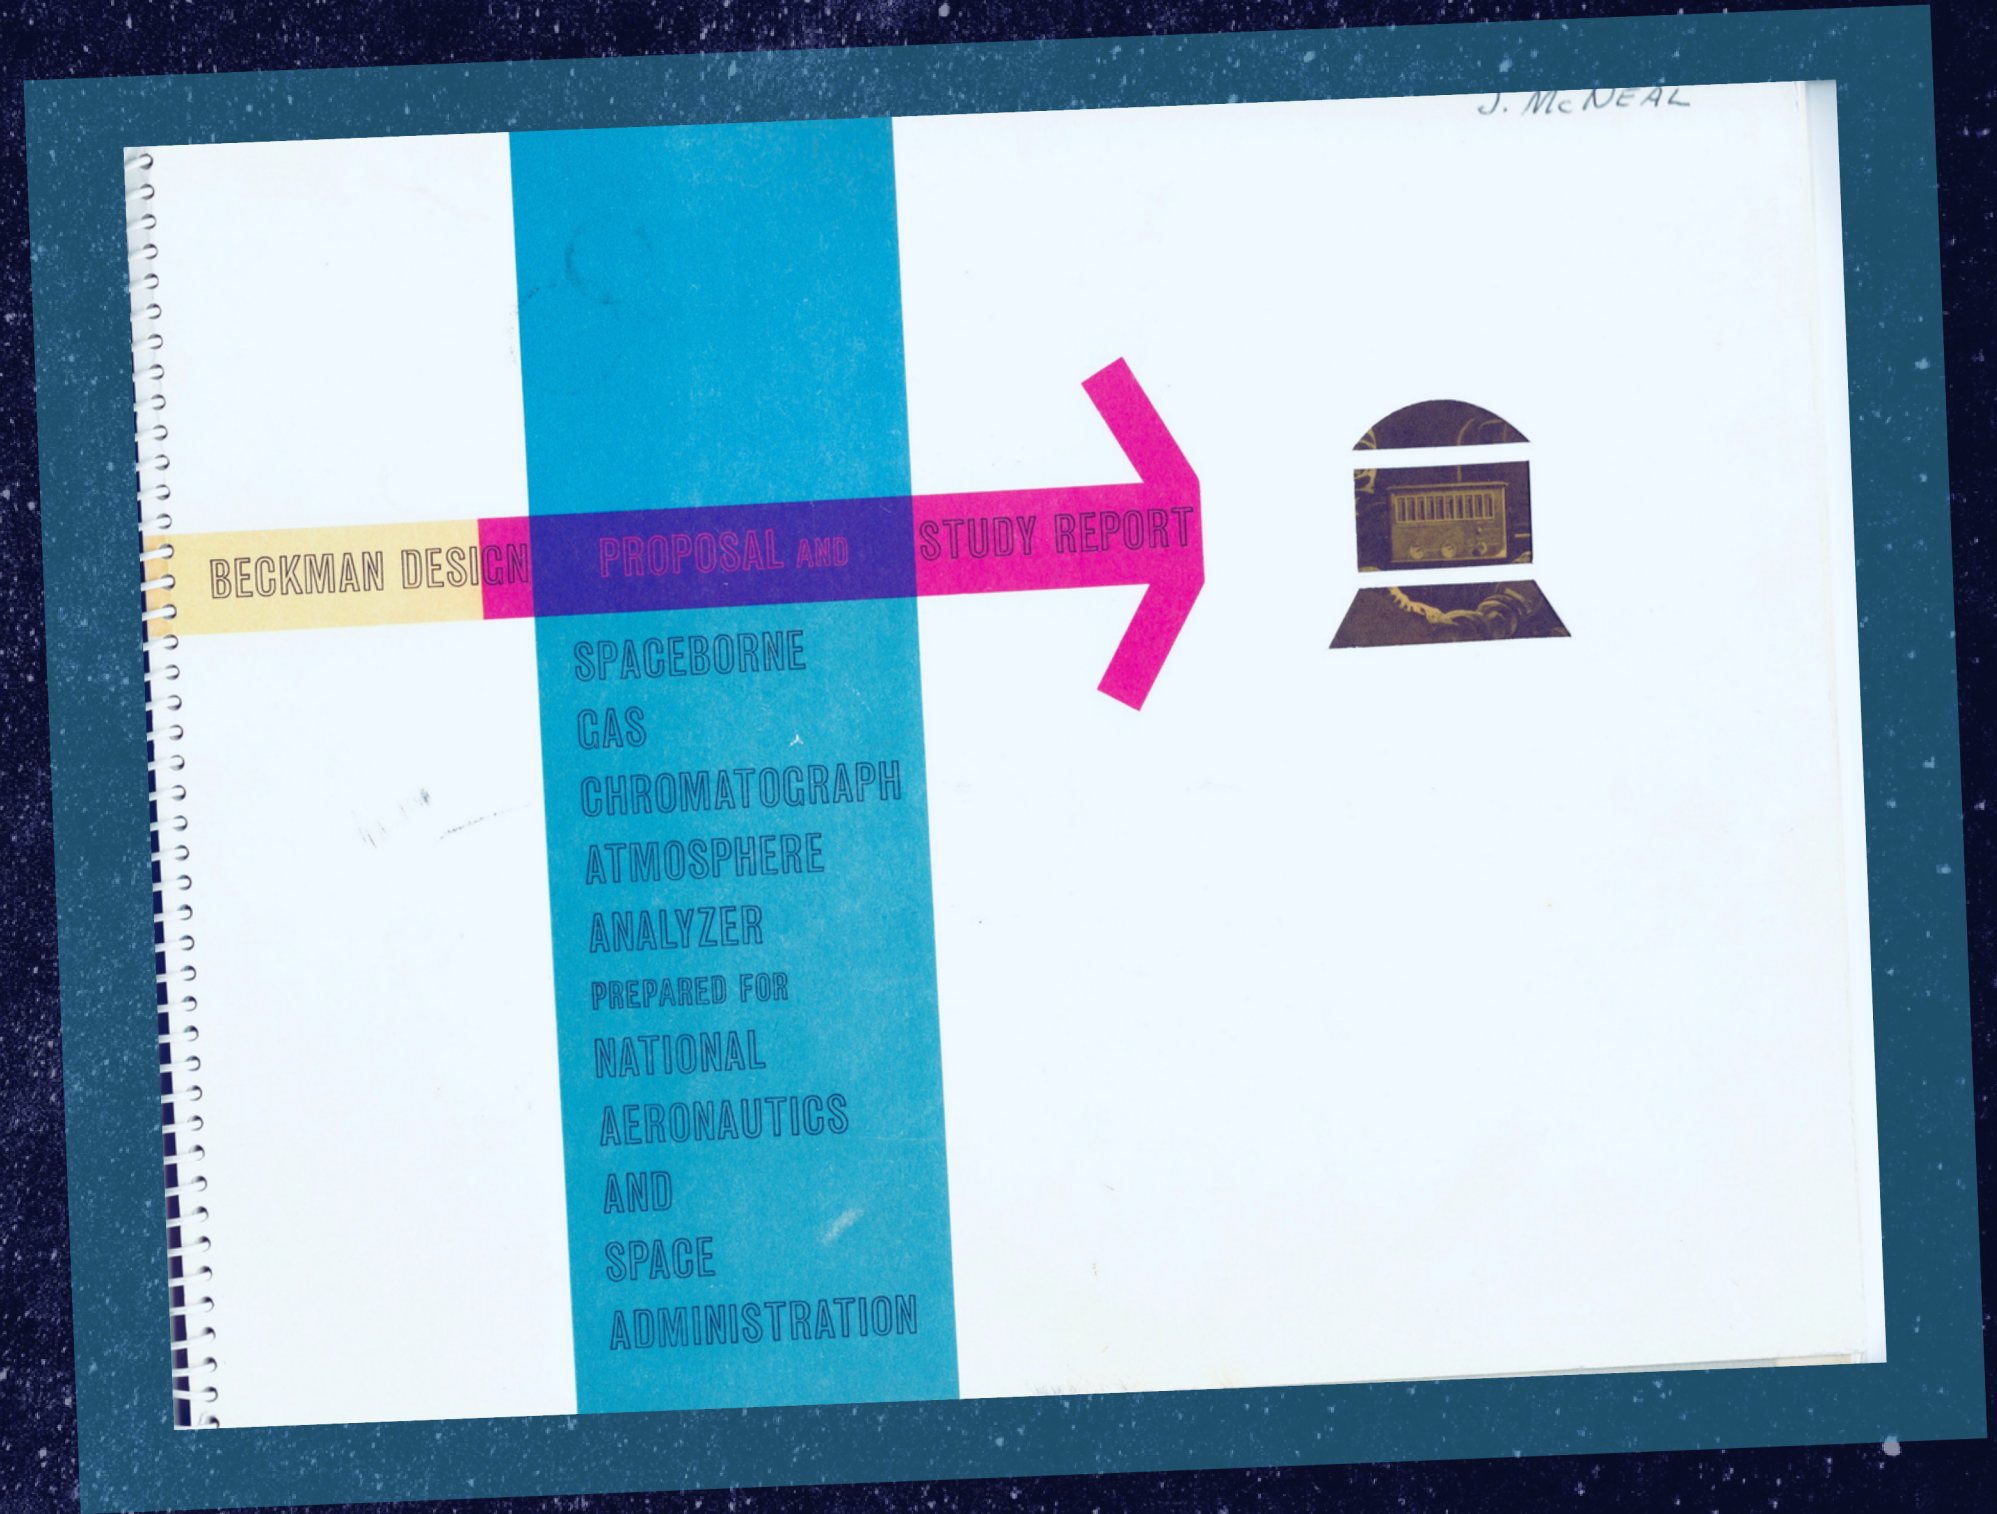 J. McNEAL
BECKMAN DESIGN PROPOSAL AND STUDY REPORT
SPACEBORNE
GAS
CHROMATOGRAPH
ATMOSPHERE
ANALYZER
PREPARED FOR
NATIONAL
AERONAUTICS
AND
SPACE
ADMINISTRATION